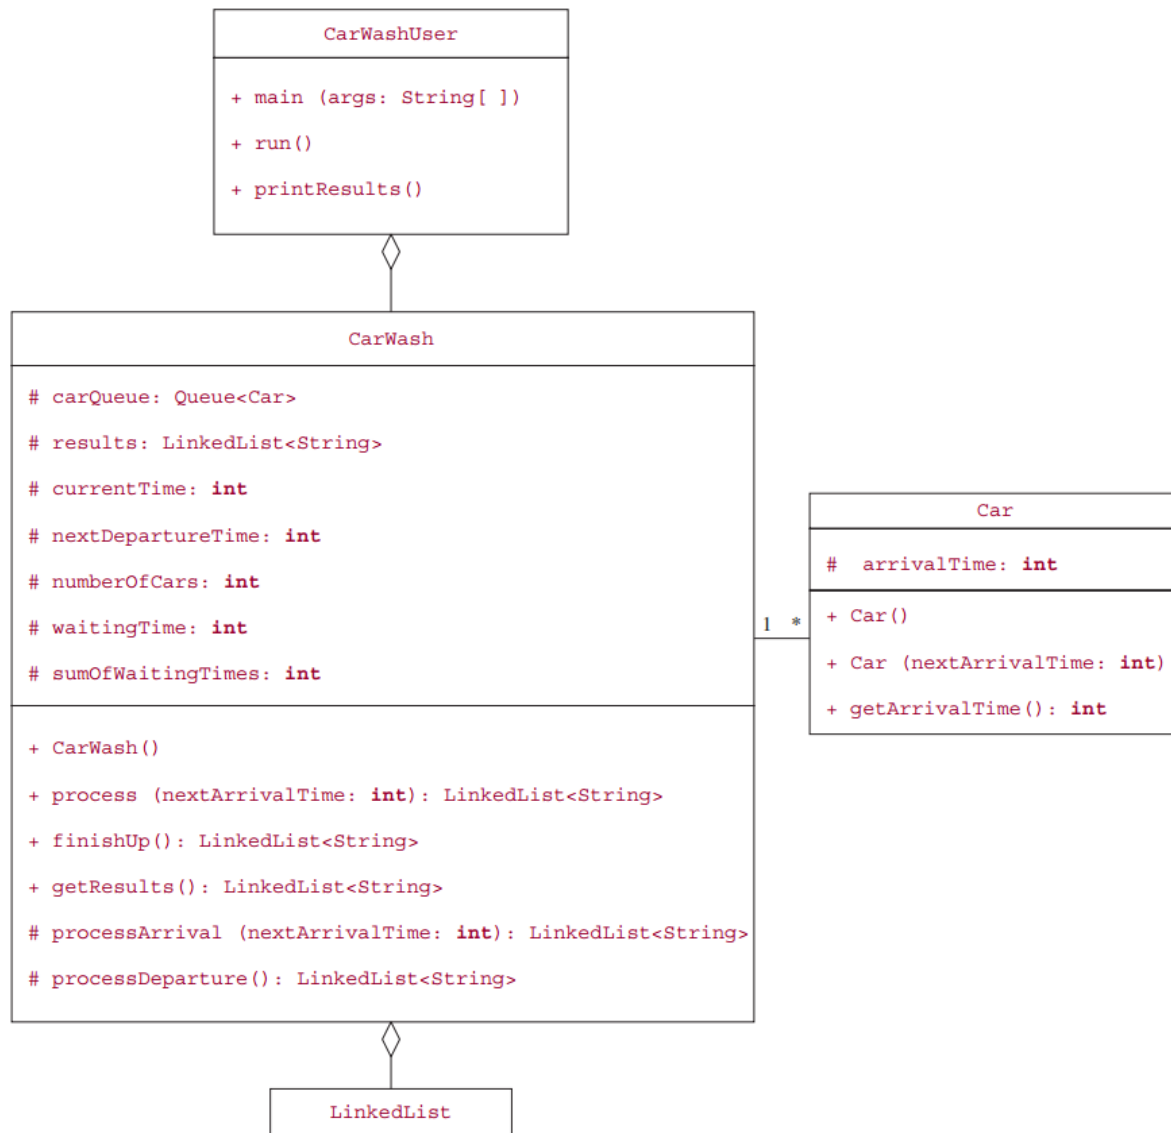 CarWashUser
+ main (args: String[ ])
+ run()
+ printResults()
CarWash
# carQueue: Queue<Car>
# results: LinkedList<String>
# currentTime: int
# nextDepartureTime: int
# numberOfCars: int
# waitingTime: int
# sumOfWaitingTimes: int
+ CarWash()
+ process (nextArrivalTime: int): LinkedList<String>
+ finishUp(): LinkedList<String>
+ getResults(): LinkedList<String>
# processArrival (nextArrivalTime: int): LinkedList<String>
# processDeparture(): LinkedList<String>
1 *
Car
# arrivalTime: int
+ Car()
+ Car (nextArrivalTime: int)
+ getArrivalTime(): int
LinkedList